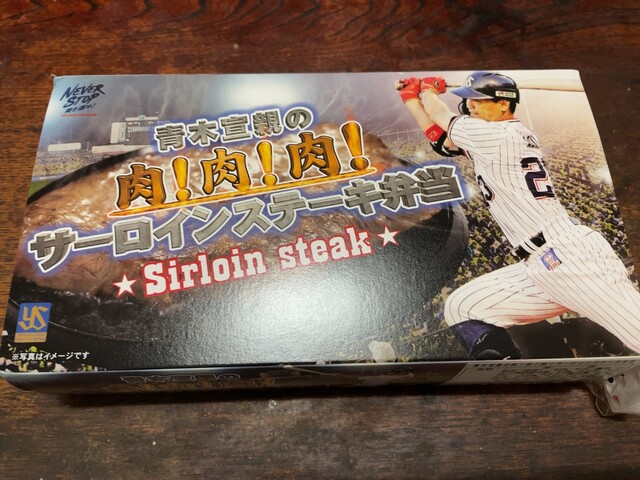 NEVER
STOP
青木宣親の
肉!肉!肉!
サーロインステーキ弁当
★Sirloin steak★
YS
※写真はイメージです